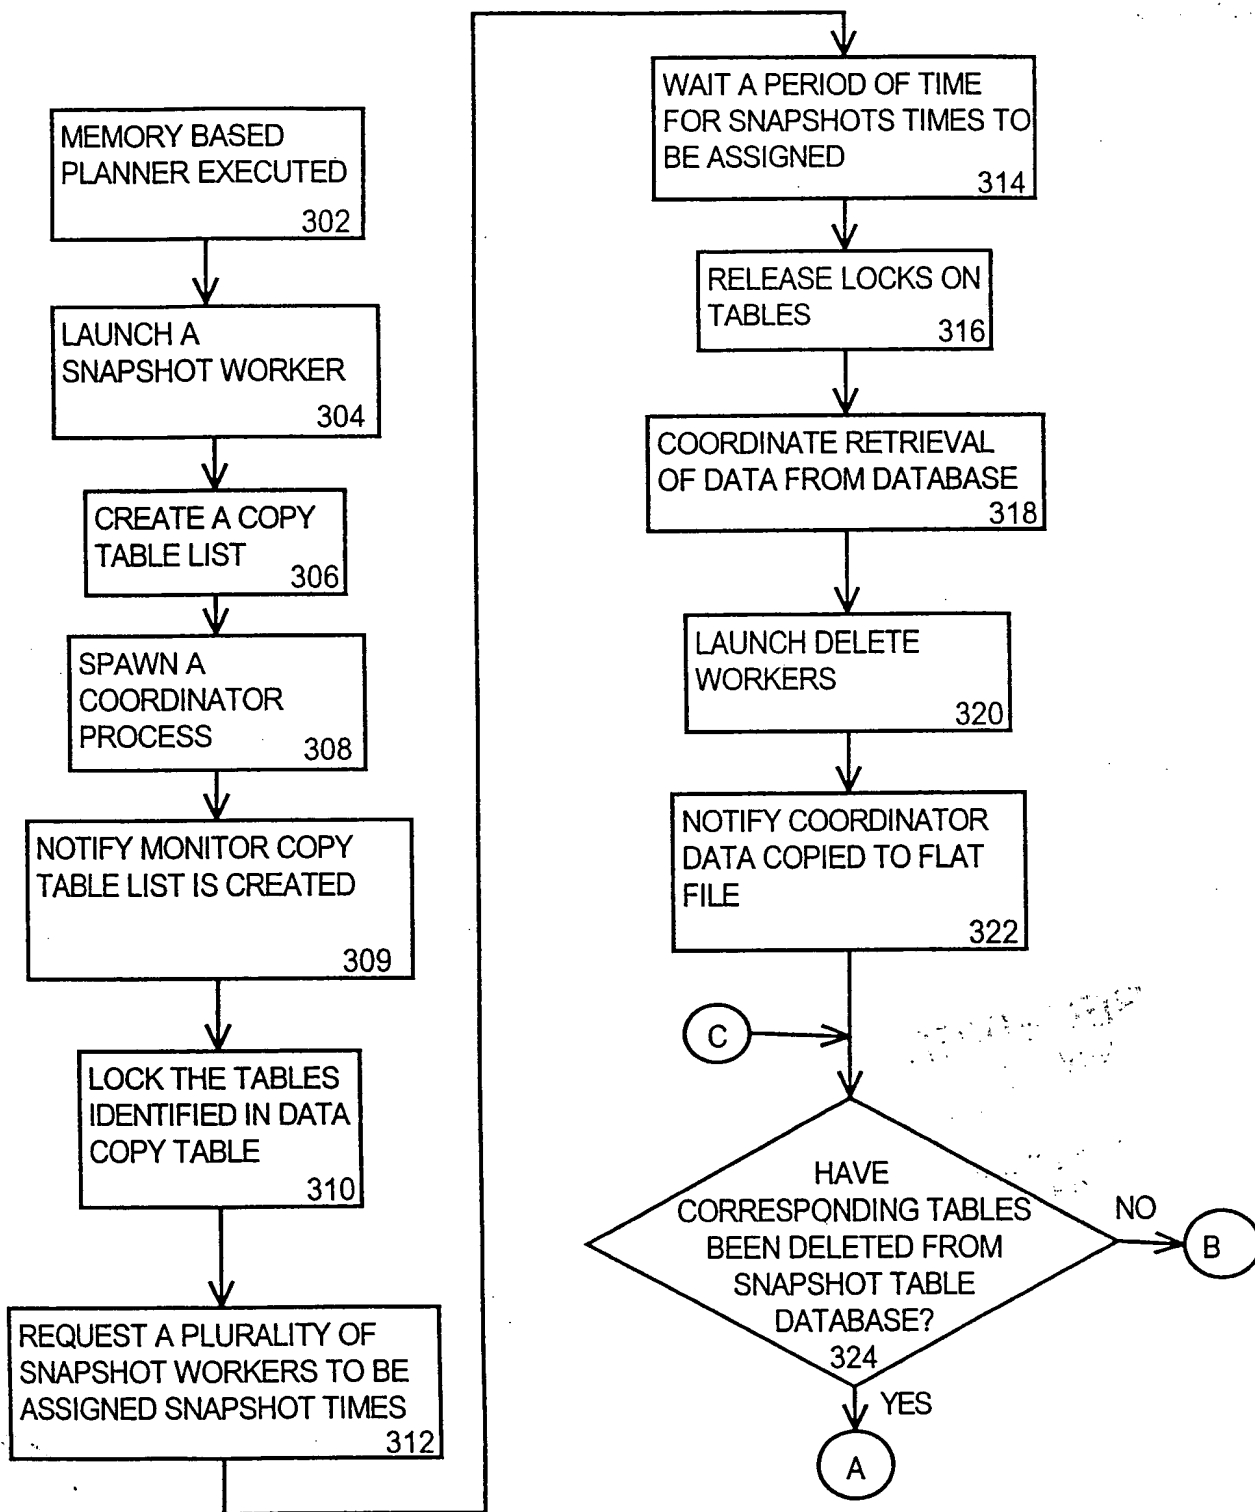 MEMORY BASED
PLANNER EXECUTED
302
LAUNCH A
SNAPSHOT WORKER
304
CREATE A COPY
TABLE LIST
306
SPAWN A
COORDINATOR
PROCESS
308
NOTIFY MONITOR COPY
TABLE LIST IS CREATED
309
LOCK THE TABLES
IDENTIFIED IN DATA
COPY TABLE
310
REQUEST A PLURALITY OF
SNAPSHOT WORKERS TO BE
ASSIGNED SNAPSHOT TIMES
312
WAIT A PERIOD OF TIME
FOR SNAPSHOTS TIMES TO
BE ASSIGNED
314
RELEASE LOCKS ON
TABLES
316
COORDINATE RETRIEVAL
OF DATA FROM DATABASE
318
LAUNCH DELETE
WORKERS
320
NOTIFY COORDINATOR
DATA COPIED TO FLAT
FILE
322
C
HAVE
CORRESPONDING TABLES
BEEN DELETED FROM
SNAPSHOT TABLE
DATABASE?
324
NO
B
YES
A